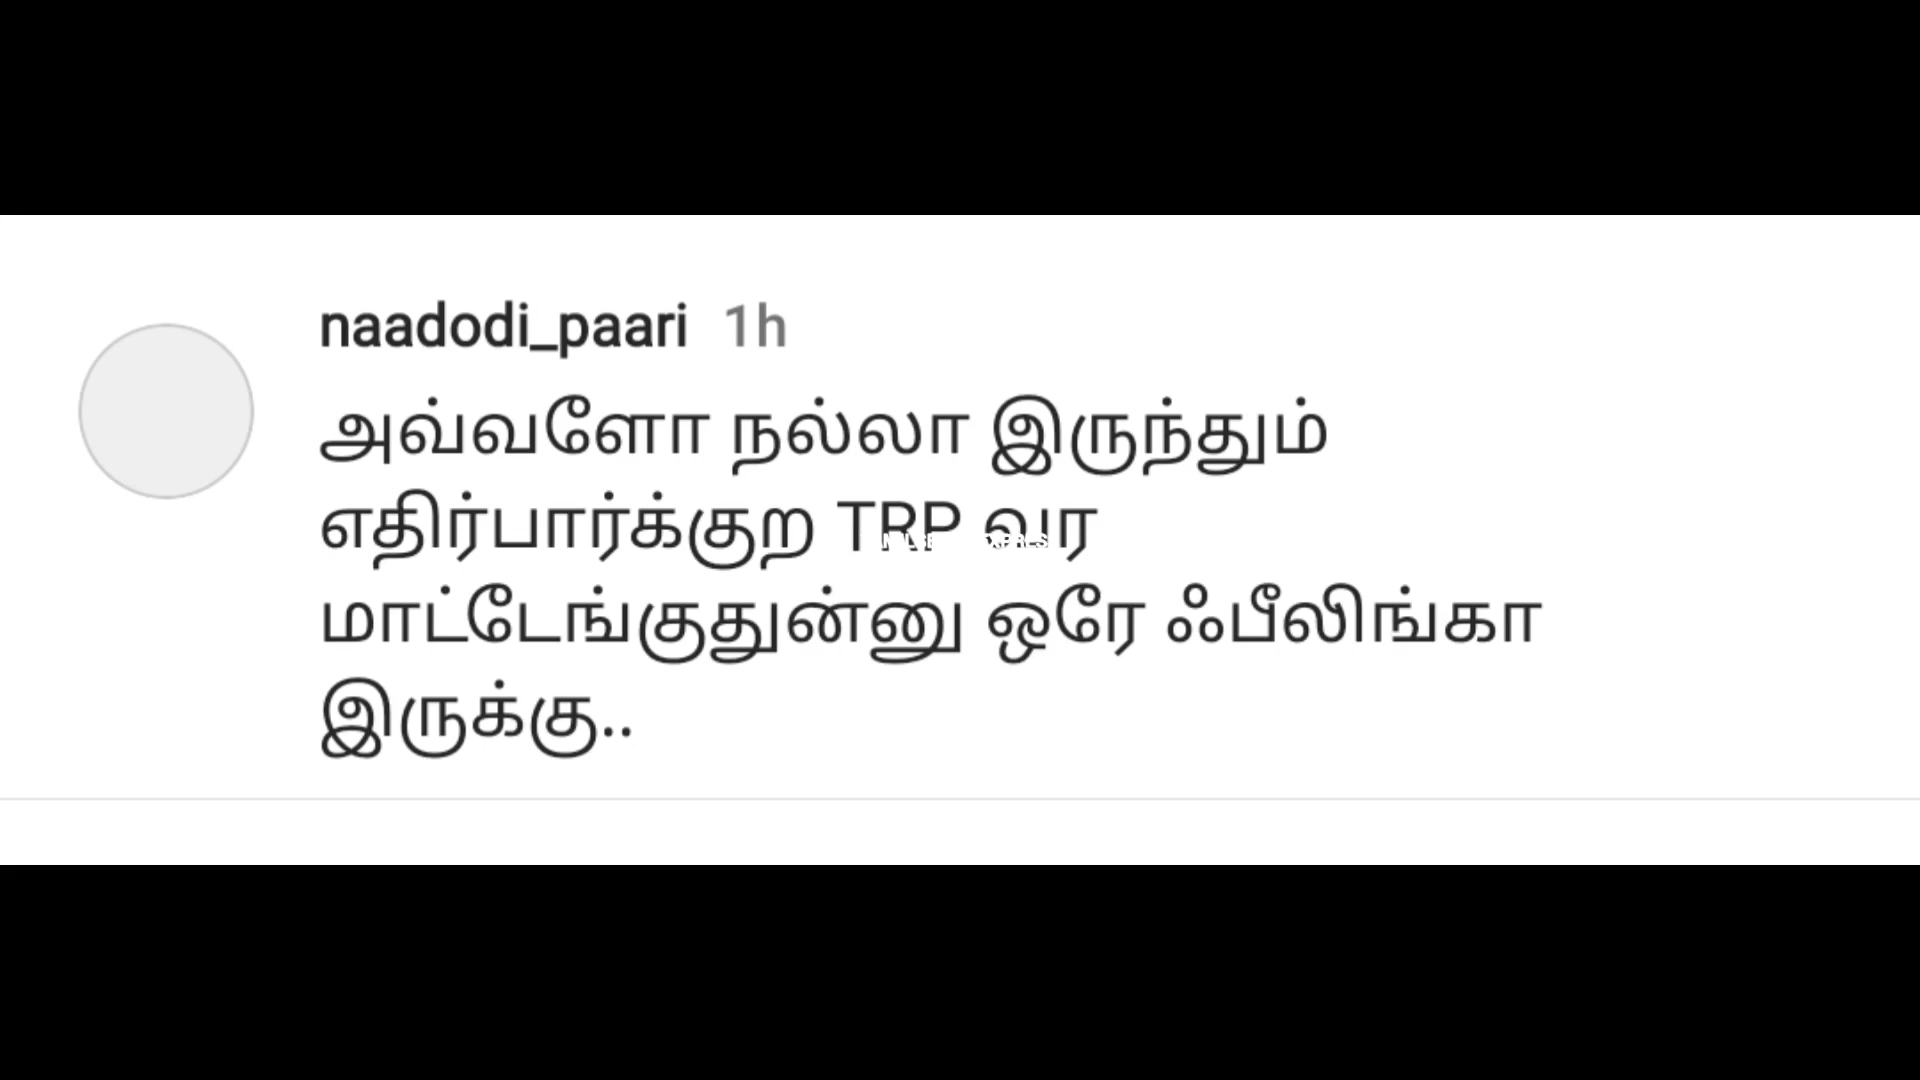 naadodi_paari 1h
அவ்வளோ நல்லா இருந்தும்
எதிர்பார்க்குற TRP வர
மாட்டேங்குதுன்னு ஒரே ஃபீலிங்கா
இருக்கு..